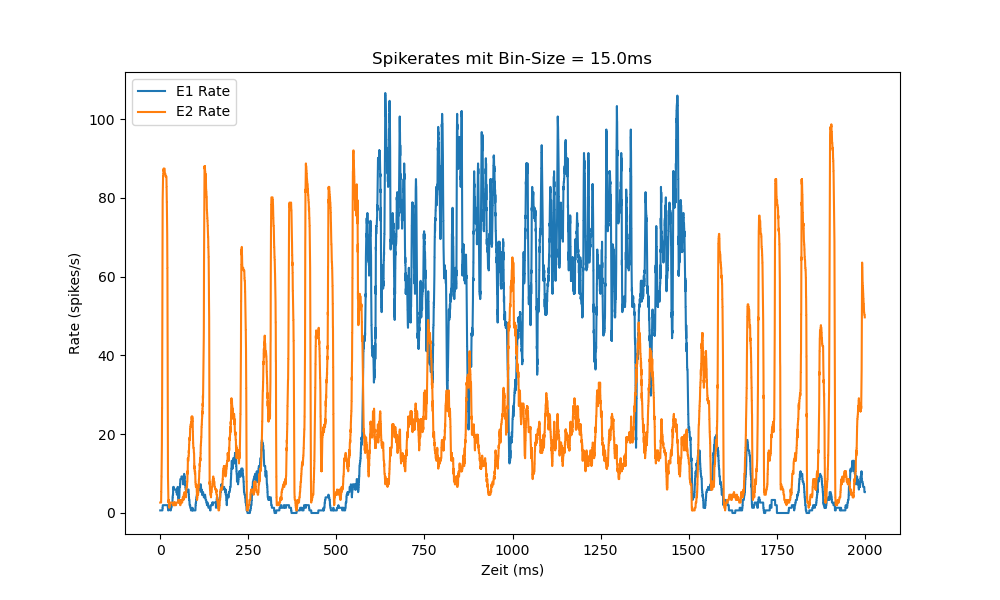 Spikerates mit Bin-Size = 15.0ms
E1 Rate
E2 Rate
100
80
60
40
20
0
Rate (spikes/s)
0 250 500 750 1000 1250 1500 1750 2000
Zeit (ms)